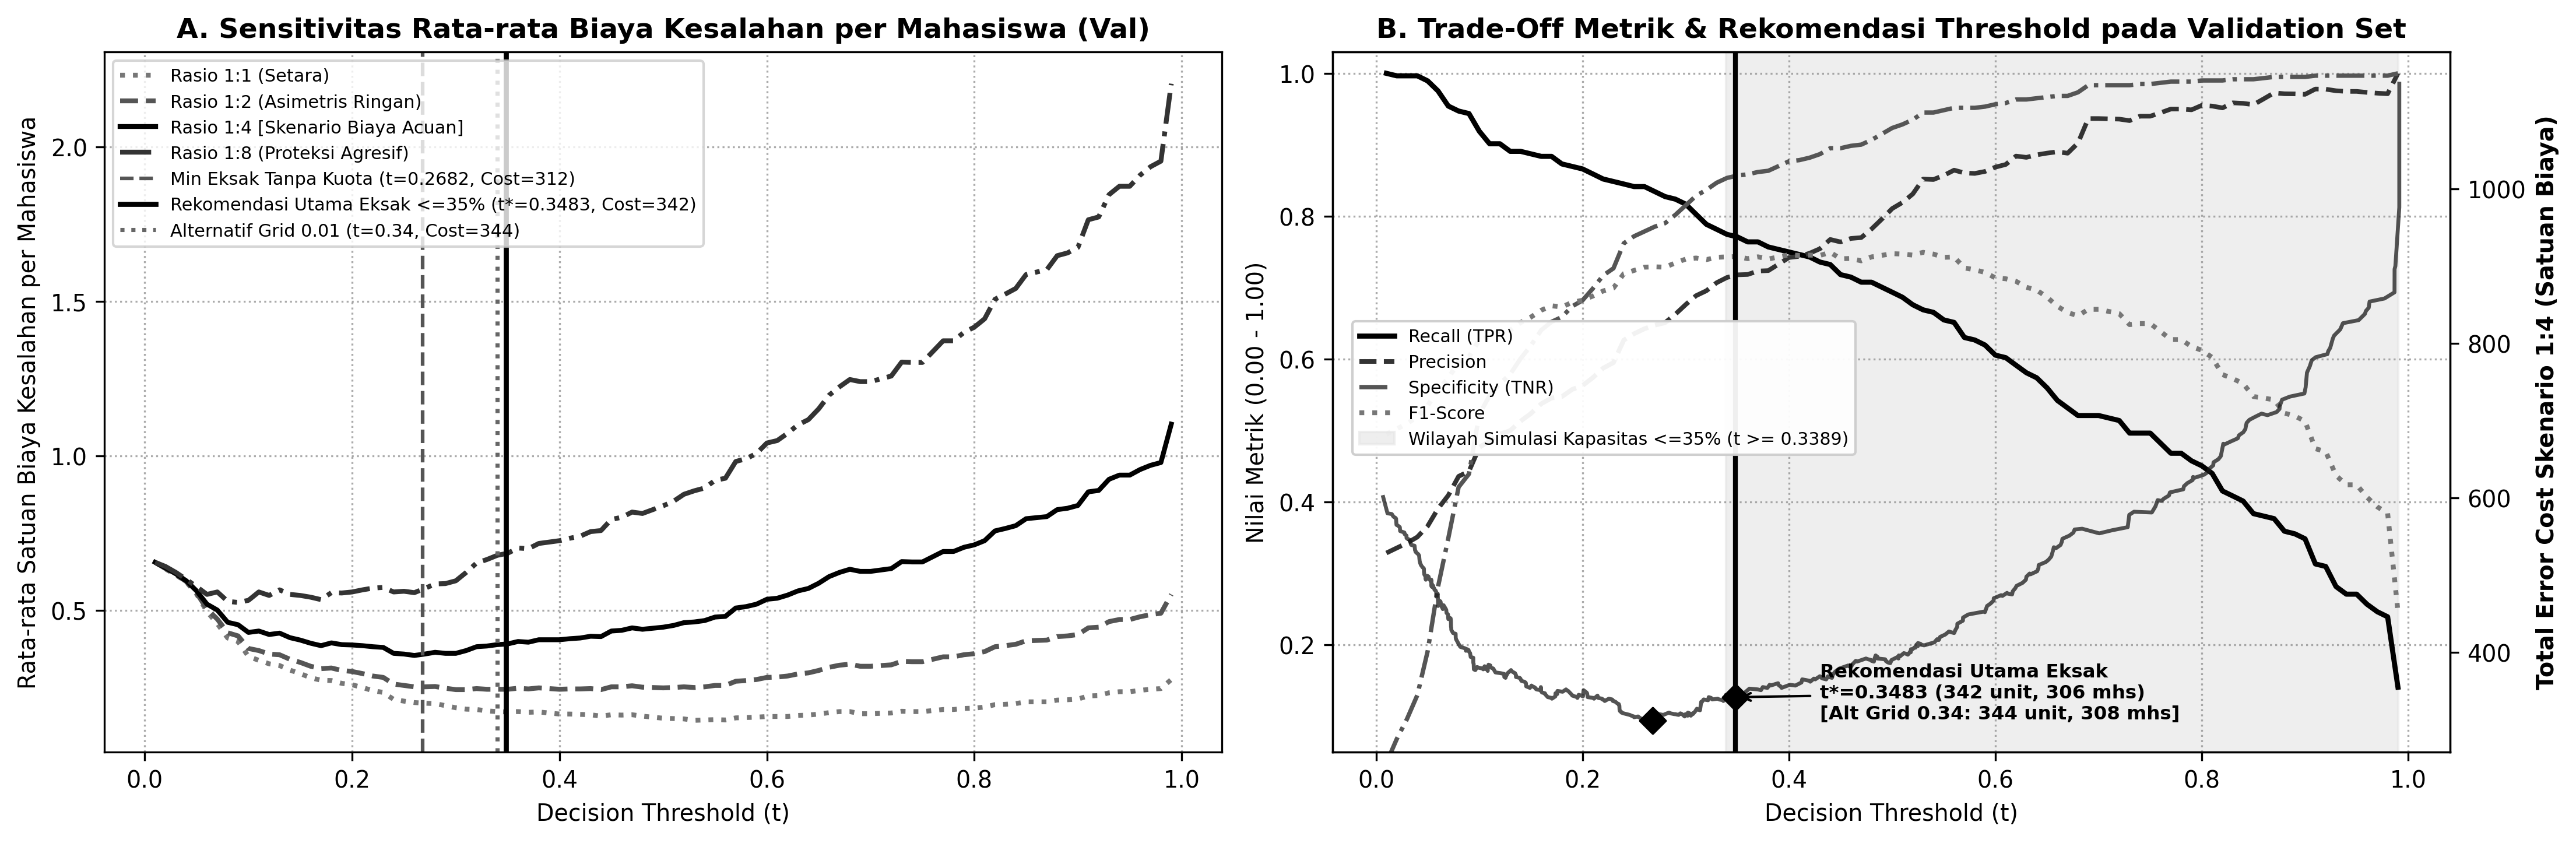 A. Sensitivitas Rata-rata Biaya Kesalahan per Mahasiswa (Val)
Rata-rata Satuan Biaya Kesalahan per Mahasiswa
2.0
1.5
1.0
0.5
Rasio 1:1 (Setara)
Rasio 1:2 (Asimetris Ringan)
Rasio 1:4 [Skenario Biaya Acuan]
Rasio 1:8 (Proteksi Agresif)
Min Eksak Tanpa Kuota (t=0.2682, Cost=312)
Rekomendasi Utama Eksak <=35% (t*=0.3483, Cost=342)
Alternatif Grid 0.01 (t=0.34, Cost=344)
0.0 0.2 0.4 0.6 0.8 1.0
Decision Threshold (t)
B. Trade-Off Metrik & Rekomendasi Threshold pada Validation Set
Nilai Metrik (0.00 - 1.00)
1.0
0.8
0.6
0.4
0.2
Recall (TPR)
Precision
Specificity (TNR)
F1-Score
Wilayah Simulasi Kapasitas <=35% (t >= 0.3389)
Rekomendasi Utama Eksak
t*=0.3483 (342 unit, 306 mhs)
[Alt Grid 0.34: 344 unit, 308 mhs]
0.0 0.2 0.4 0.6 0.8 1.0
Decision Threshold (t)
1000
800
600
400
Total Error Cost Skenario 1:4 (Satuan Biaya)